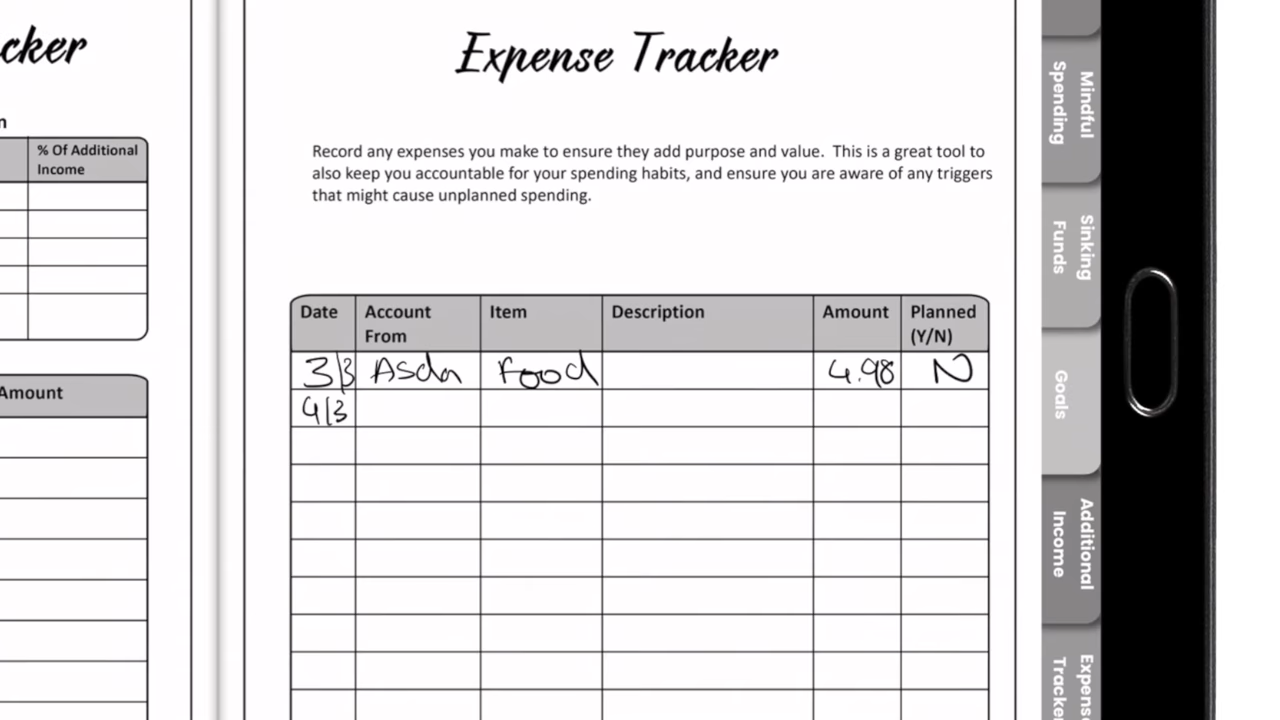 cker
n
% Of Additional
Income
Amount
Expense Tracker
Record any expenses you make to ensure they add purpose and value. This is a great tool to
also keep you accountable for your spending habits, and ensure you are aware of any triggers
that might cause unplanned spending.
Date Account From Item Description Amount Planned (Y/N)
3/3 Asda Food 4.98 N
4/3
Mindful
Spending
Sinking
Funds
Goals
Additional
Income
Expens
Tracke